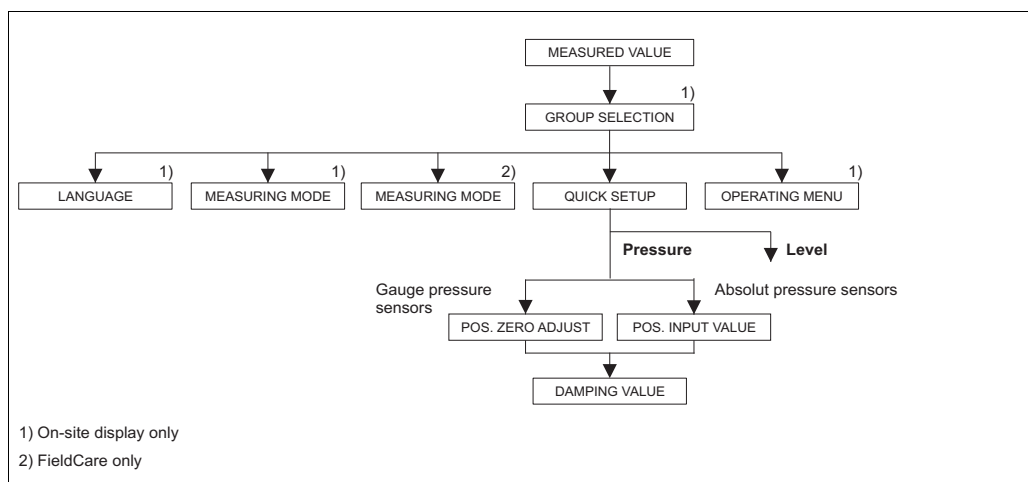 MEASURED VALUE
1)
GROUP SELECTION
1)
1)
2)
1)
LANGUAGE
MEASURING MODE
MEASURING MODE
QUICK SETUP
OPERATING MENU
Pressure
Level
Gauge pressure
sensors
Absolut pressure sensors
POS. ZERO ADJUST
POS. INPUT VALUE
DAMPING VALUE
1) On-site display only
2) FieldCare only